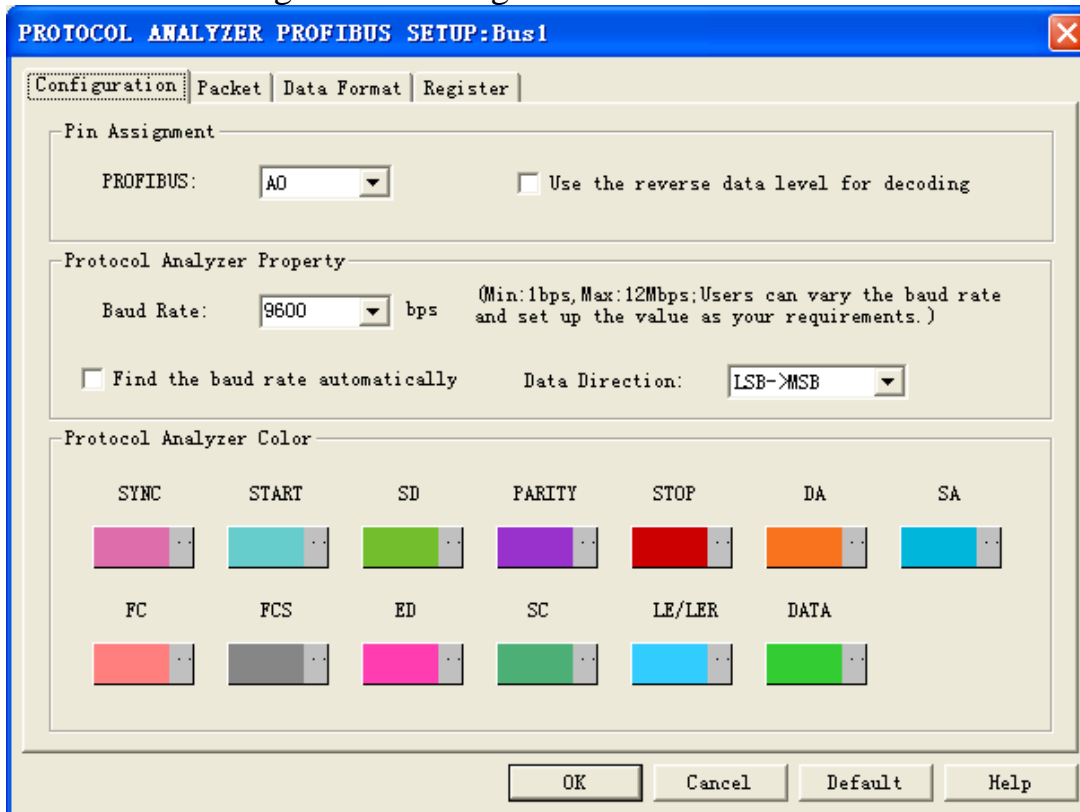 PROTOCOL ANALYZER PROFIBUS SETUP:Bus1
Configuration Packet Data Format Register
Pin Assignment
PROFIBUS: A0 Use the reverse data level for decoding
Protocol Analyzer Property
Baud Rate: 9600 bps (Min:1bps,Max:12Mbps;Users can vary the baud rate
and set up the value as your requirements.)
Find the baud rate automatically Data Direction: LSB->MSB
Protocol Analyzer Color
SYNC START SD PARITY STOP DA SA
.. .. .. .. .. .. ..
FC FCS ED SC LE/LER DATA
.. .. .. .. .. ..
OK Cancel Default Help